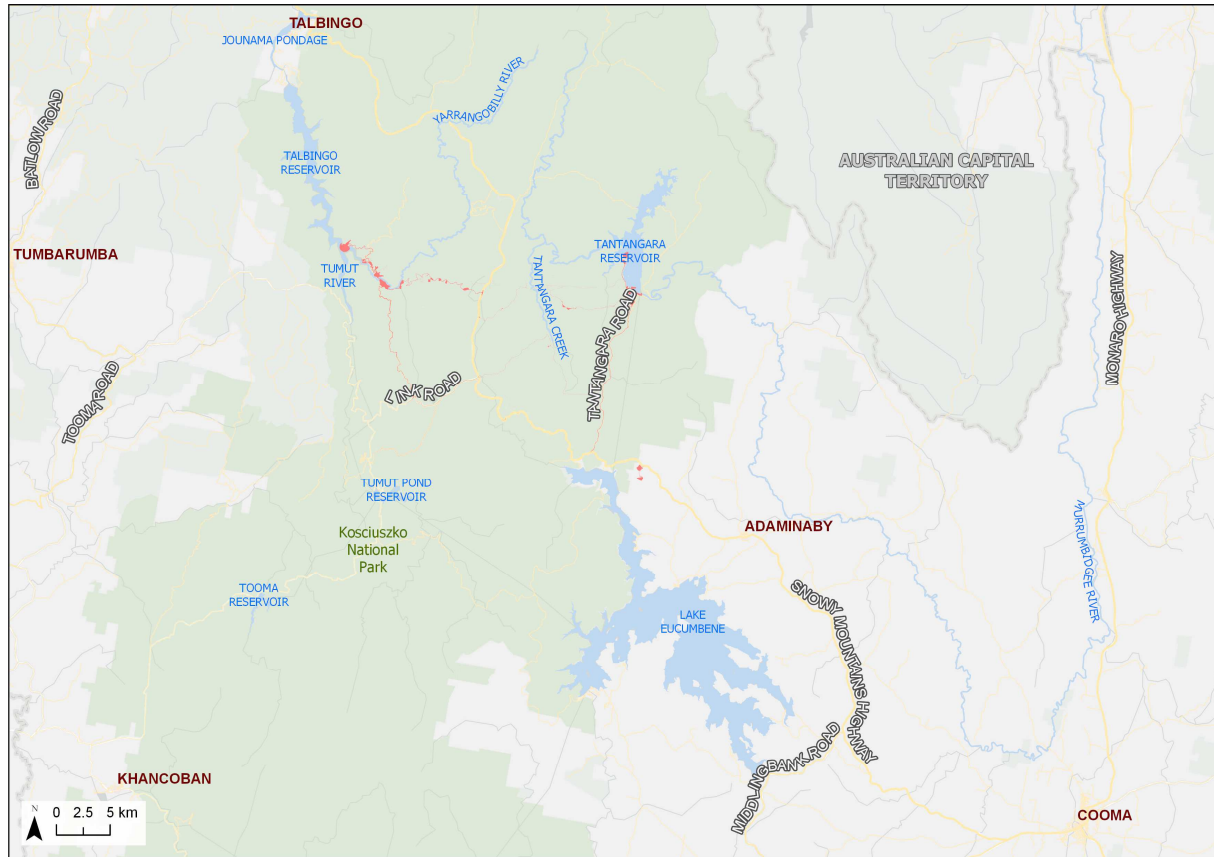 TALBINGO
JOUNAMA PONDAGE
YARRANGOBILLY RIVER
BATLOW ROAD
TALBINGO
RESERVOIR
AUSTRALIAN CAPITAL
TERRITORY
TUMBARUMBA
TANTANGARA
RESERVOIR
TUMUT
RIVER
TANTANGARA CREEK
MONARO HIGHWAY
TANTANGARA ROAD
LINK ROAD
TOOMA ROAD
TUMUT POND
RESERVOIR
MURRUMBIDGEE RIVER
ADAMINABY
Kosciuszko
National
Park
TOOMA
RESERVOIR
SNOWY MOUNTAINS HIGHWAY
LAKE
EUCUMBENE
MIDDLINGBANK ROAD
KHANCOBAN
COOMA
N
0 2.5 5 km